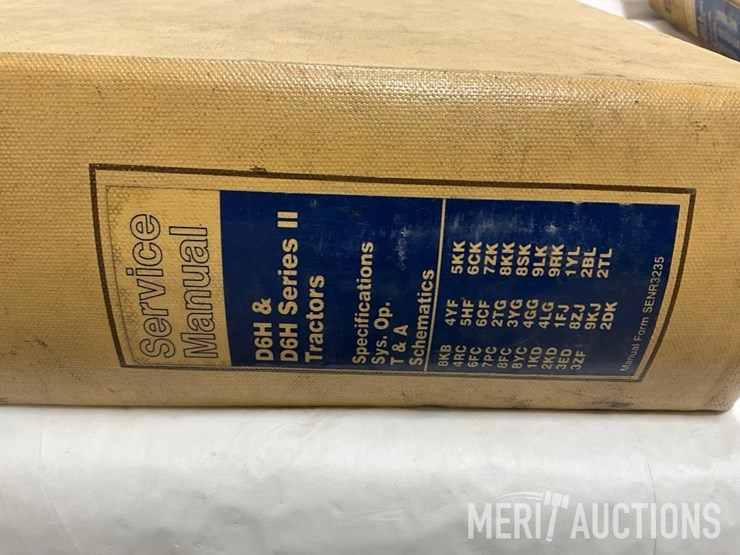 Service
Manual
D6H &
D6H Series II
Tractors
Specifications
Sys. Op.
T & A
Schematics
8KB 4YF 5KK
4RC 5HF 6CK
6FC 6CF 7ZK
7PC 2TG 8KK
8FC 3YG 8SK
8YC 4GG 9LK
1KD 4LG 9RK
2KD 1FJ 1YL
3ED 8ZJ 2BL
3ZF 9KJ 2TL
2DK
Manual Form SENR3235
MERIT AUCTIONS